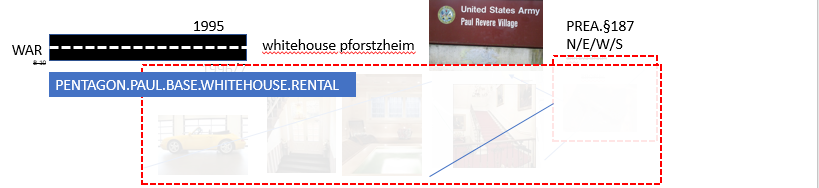 1995
United States Army
Paul Revere Village
PREA.§187
N/E/W/S
WAR
whitehouse pforstzheim
PENTAGON.PAUL.BASE.WHITEHOUSE.RENTAL